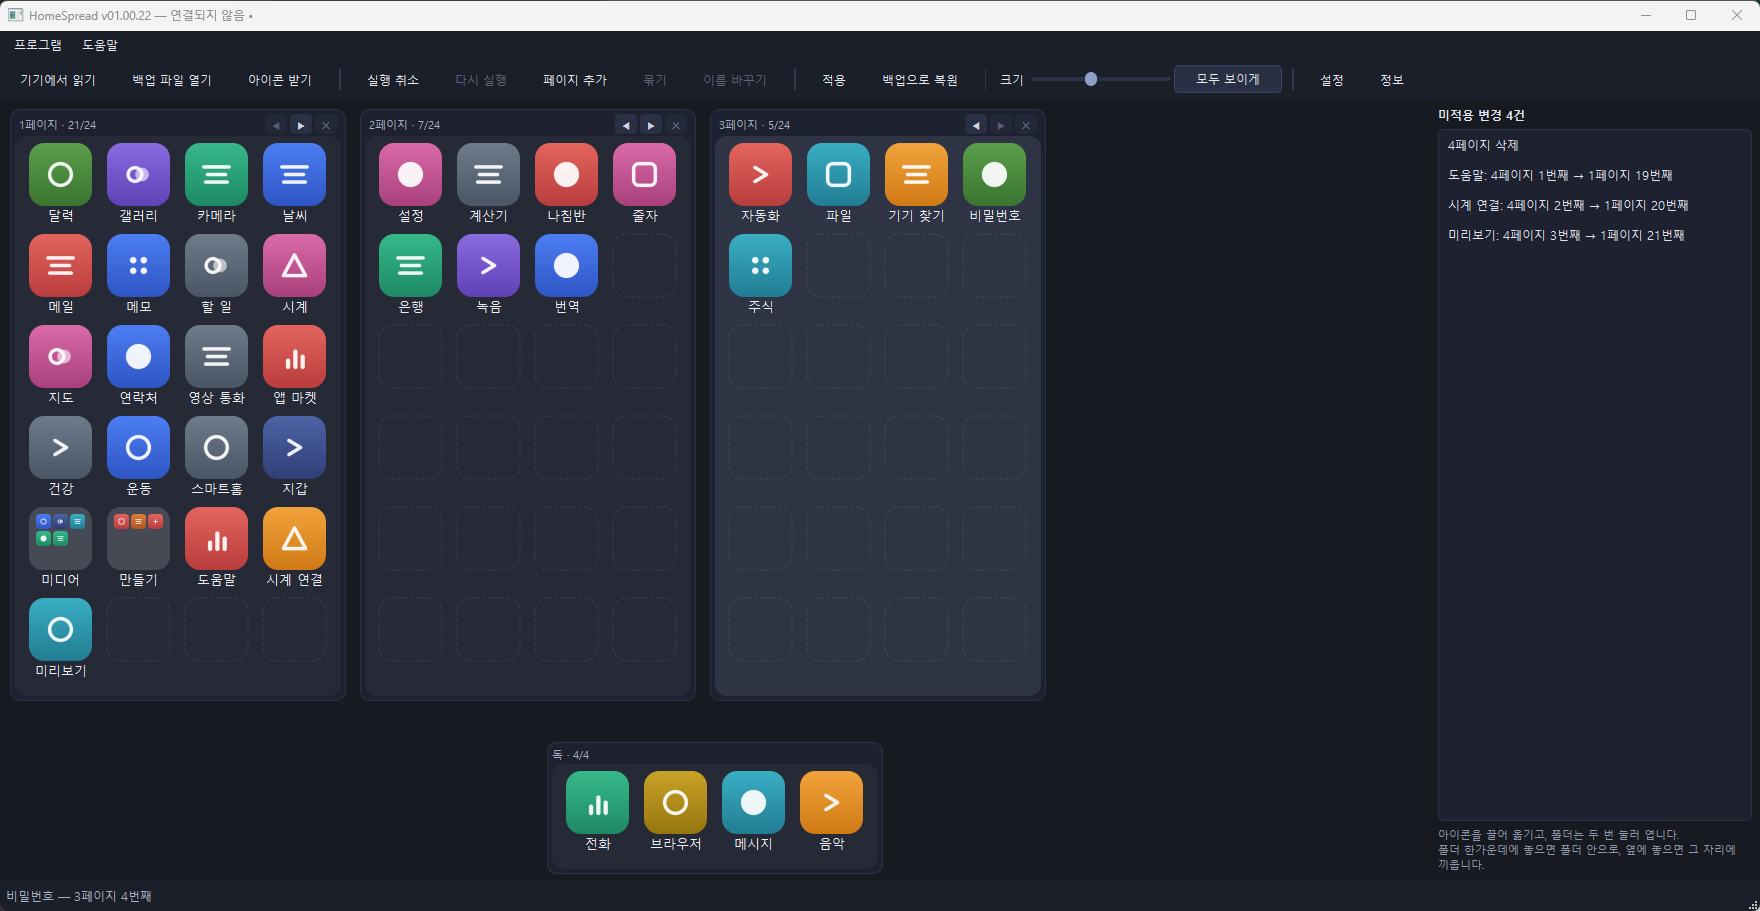 HomeSpread v01.00.22 — 연결되지 않음 •
프로그램 도움말
기기에서 읽기 백업 파일 열기 아이콘 받기 실행 취소 다시 실행 페이지 추가 묶기 이름 바꾸기 적용 백업으로 복원 크기 모두 보이게 설정 정보
1페이지 · 21/24
달력 갤러리 카메라 날씨
메일 메모 할 일 시계
지도 연락처 영상 통화 앱 마켓
건강 운동 스마트홈 지갑
미디어 만들기 도움말 시계 연결
미리보기
2페이지 · 7/24
설정 계산기 나침반 줄자
은행 녹음 번역
3페이지 · 5/24
자동화 파일 기기 찾기 비밀번호
주식
독 · 4/4
전화 브라우저 메시지 음악
미적용 변경 4건
4페이지 삭제
도움말: 4페이지 1번째 → 1페이지 19번째
시계 연결: 4페이지 2번째 → 1페이지 20번째
미리보기: 4페이지 3번째 → 1페이지 21번째
아이콘을 끌어 옮기고, 폴더는 두 번 눌러 엽니다.
폴더 한가운데에 놓으면 폴더 안으로, 옆에 놓으면 그 자리에
끼웁니다.
비밀번호 — 3페이지 4번째